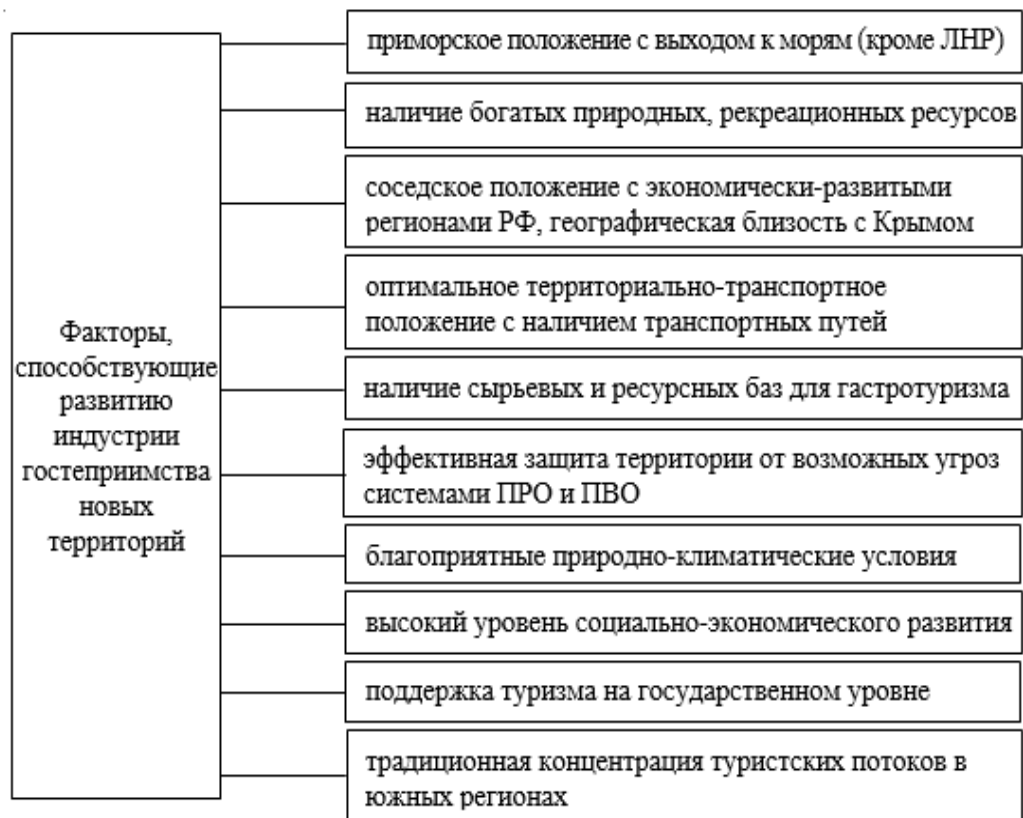 Факторы,
способствующие
развитию
индустрии
гостеприимства
новых
территорий
приморское положение с выходом к морям (кроме ЛНР)
наличие богатых природных, рекреационных ресурсов
соседское положение с экономически-развитыми
регионами РФ, географическая близость с Крымом
оптимальное территориально-транспортное
положение с наличием транспортных путей
наличие сырьевых и ресурсных баз для гастротуризма
эффективная защита территории от возможных угроз
системами ПРО и ПВО
благоприятные природно-климатические условия
высокий уровень социально-экономического развития
поддержка туризма на государственном уровне
традиционная концентрация туристских потоков в
южных регионах